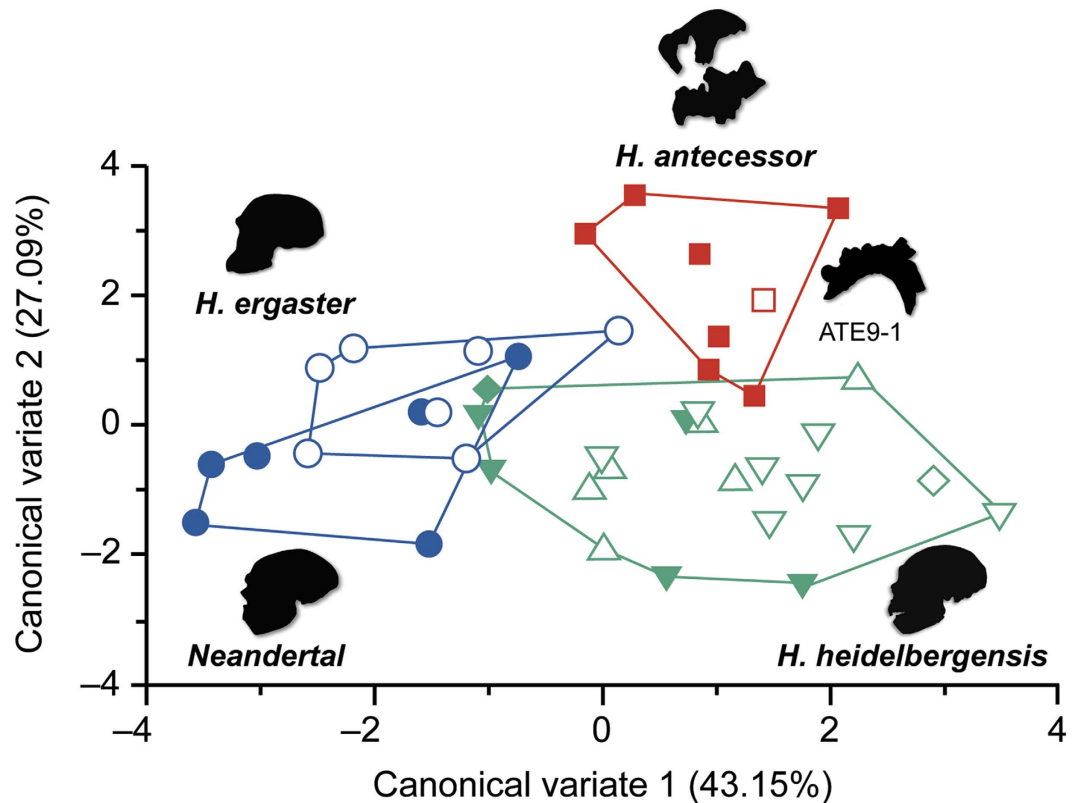 H. antecessor
H. ergaster
ATE9-1
Neandertal
H. heidelbergensis
Canonical variate 2 (27.09%)
4
2
0
–2
–4
–4
–2
0
2
4
Canonical variate 1 (43.15%)